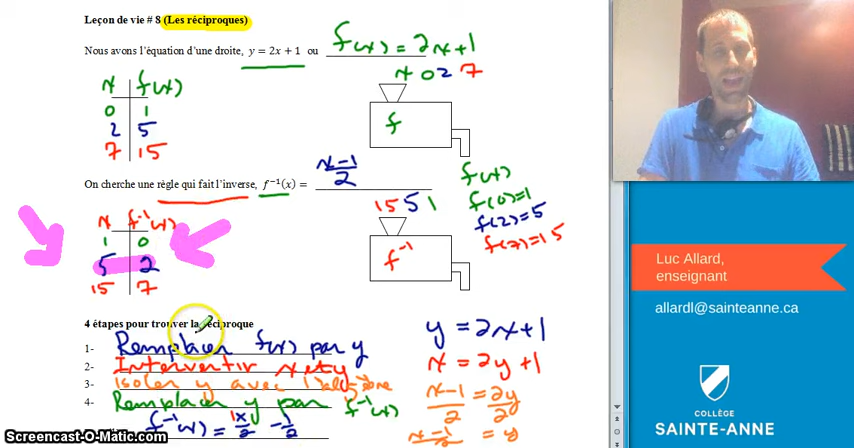 Leçon de vie # 8 (Les réciproques)
Nous avons l'équation d'une droite, y = 2x + 1 ou f(x) = 2x+1
x 0 2 7
x f(x)
0 1
2 5
7 15
f
On cherche une règle qui fait l'inverse, f⁻¹(x) = x-1/2
15 5 1
f(x)
f(0)=1
f(2)=5
f(7)=15
x f⁻¹(x)
1 0
5 2
15 7
f⁻¹
4 étapes pour trouver la réciproque
1- Remplacer f(x) par y
2- Intervertir x et y
3- Isoler y avec l'algèbre
4- Remplacer y par f⁻¹(x)
f⁻¹(x) = 1x/2 - 1/2
y = 2x+1
x = 2y+1
x-1/2 = 2y/2
x-1/2 = y
Luc Allard,
enseignant
allardl@sainteanne.ca
COLLÈGE
SAINTE-ANNE
Screencast-O-Matic.com